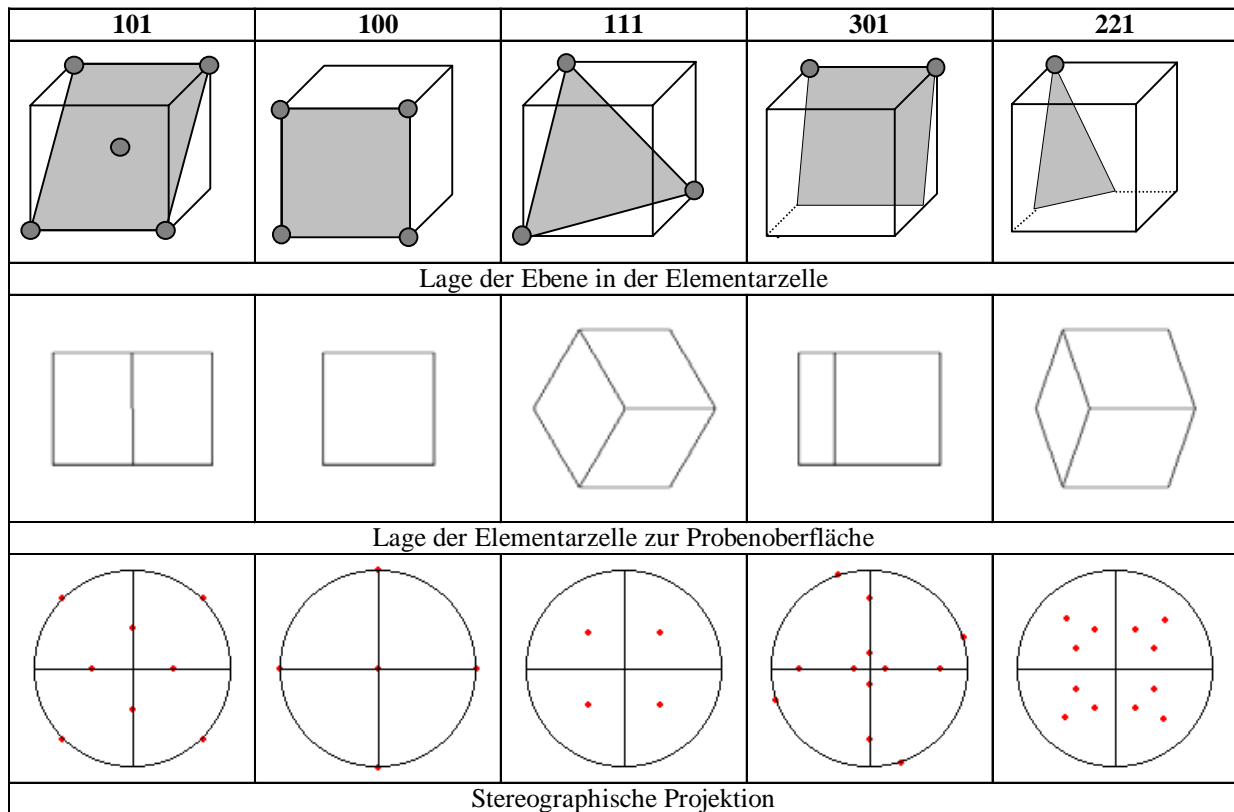 101 100 111 301 221
Lage der Ebene in der Elementarzelle
Lage der Elementarzelle zur Probenoberfläche
Stereographische Projektion